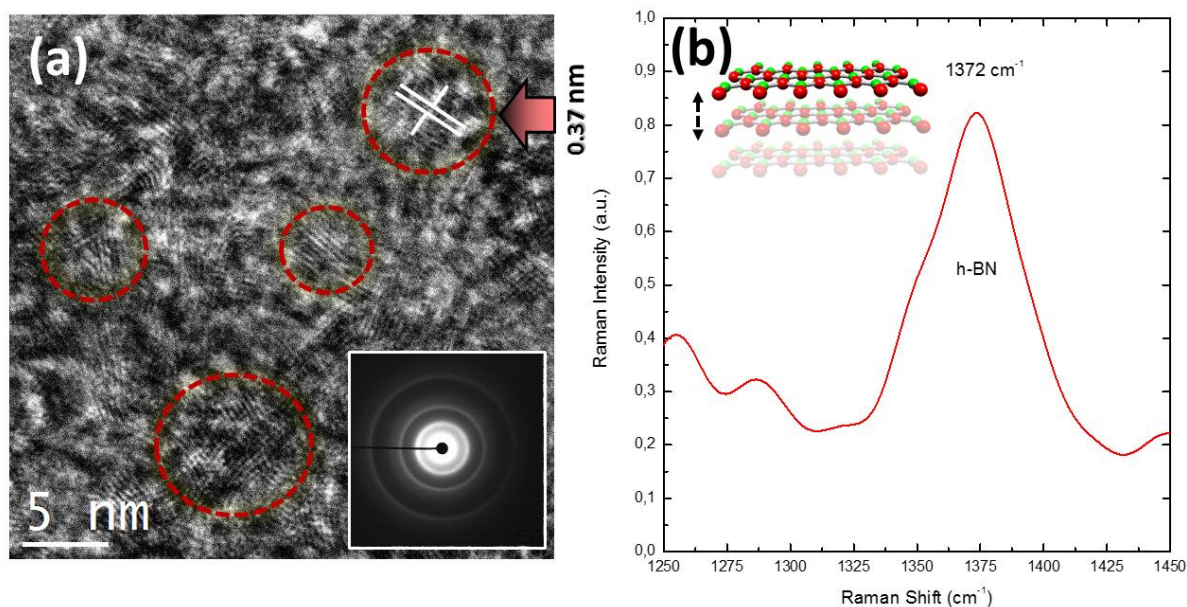 (a)
0.37 nm
5 nm
(b)
1372 cm⁻¹
h-BN
Raman Intensity (a.u.)
1,0
0,9
0,8
0,7
0,6
0,5
0,4
0,3
0,2
0,1
0,0
1250 1275 1300 1325 1350 1375 1400 1425 1450
Raman Shift (cm⁻¹)